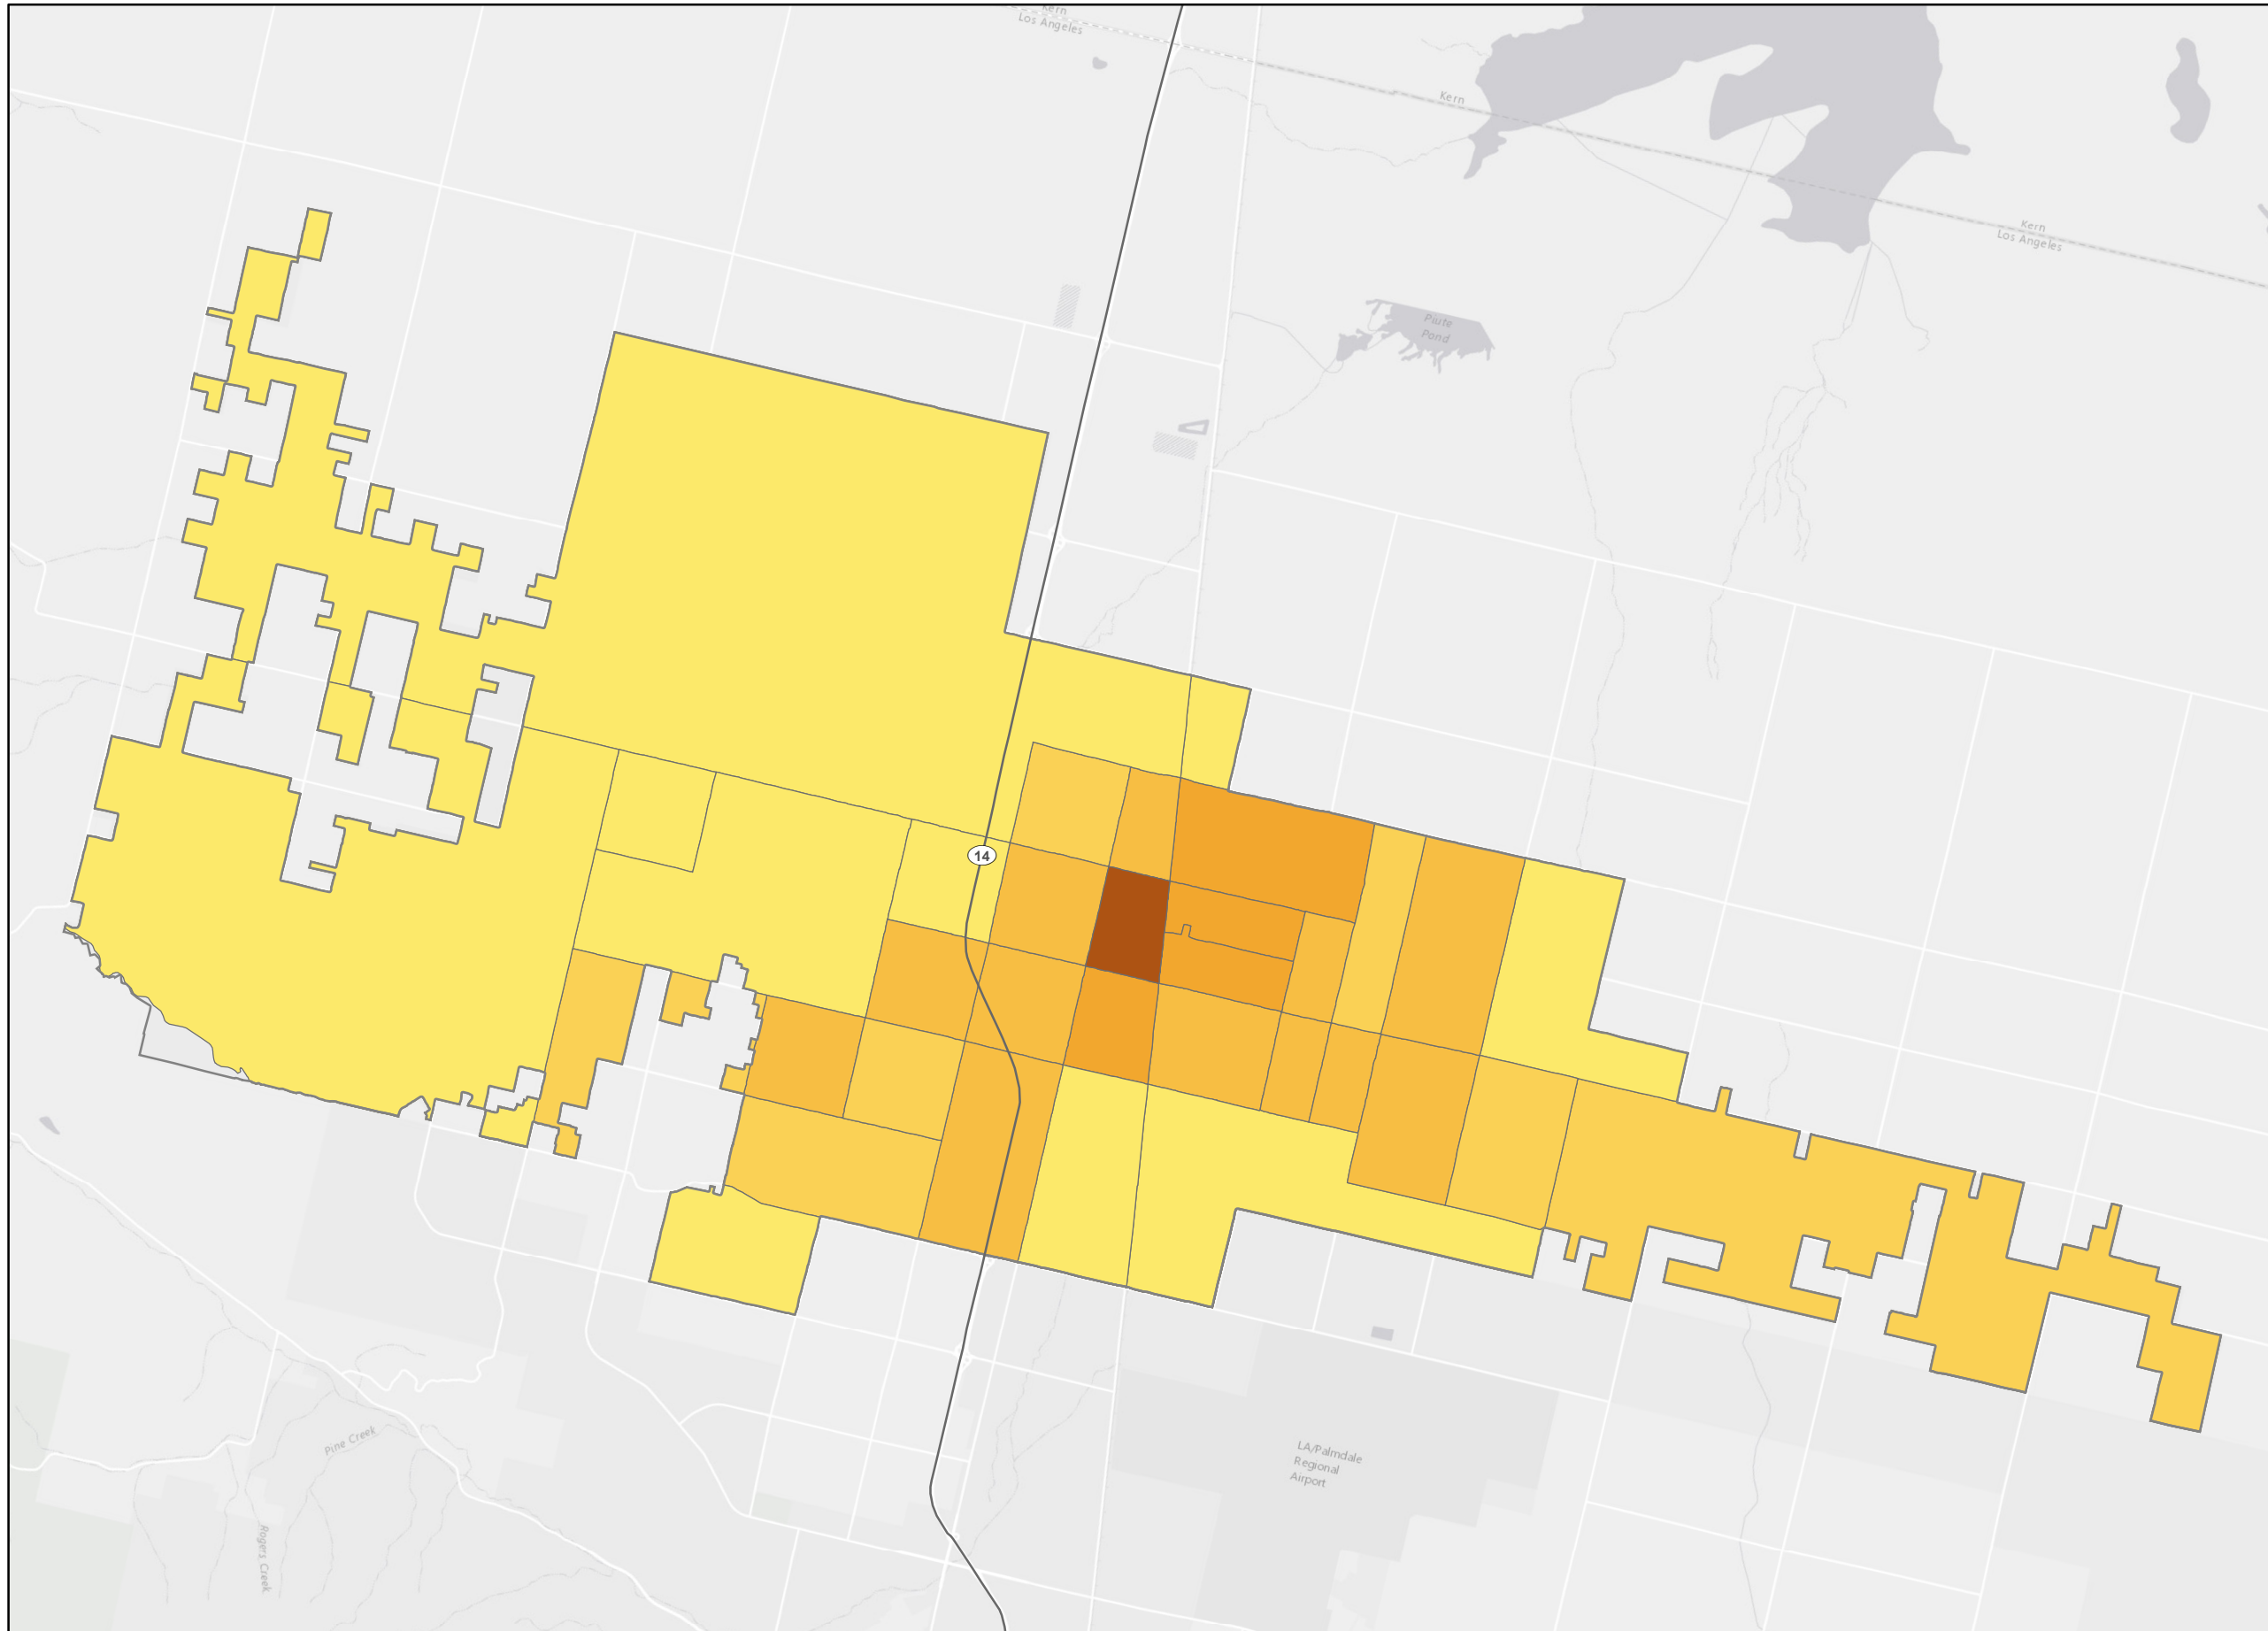 Kern
Los Angeles
Kern
Kern
Los Angeles
Piute
Pond
14
LA/Palmdale
Regional
Airport
Pine Creek
Rogers Creek